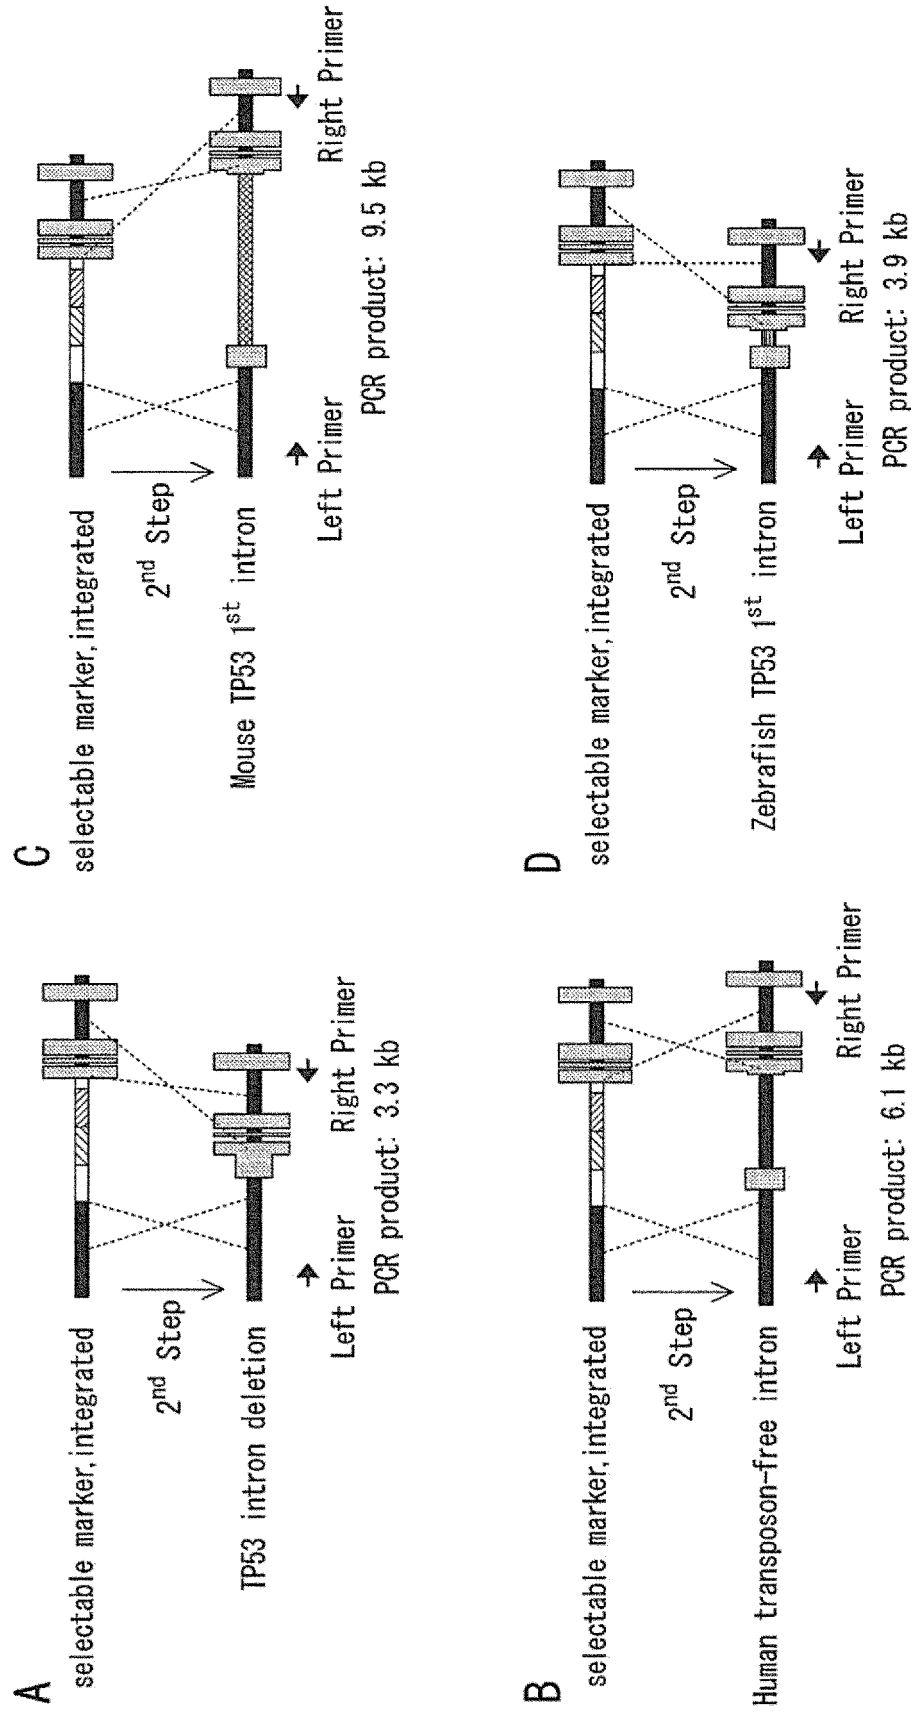 A
selectable marker, integrated
2nd Step
TP53 intron deletion
Left Primer
Right Primer
PCR product: 3.3 kb
B
selectable marker, integrated
2nd Step
Human transposon-free intron
Left Primer
Right Primer
PCR product: 6.1 kb
C
selectable marker, integrated
2nd Step
Mouse TP53 1st intron
Left Primer
Right Primer
PCR product: 9.5 kb
D
selectable marker, integrated
2nd Step
Zebrafish TP53 1st intron
Left Primer
Right Primer
PCR product: 3.9 kb